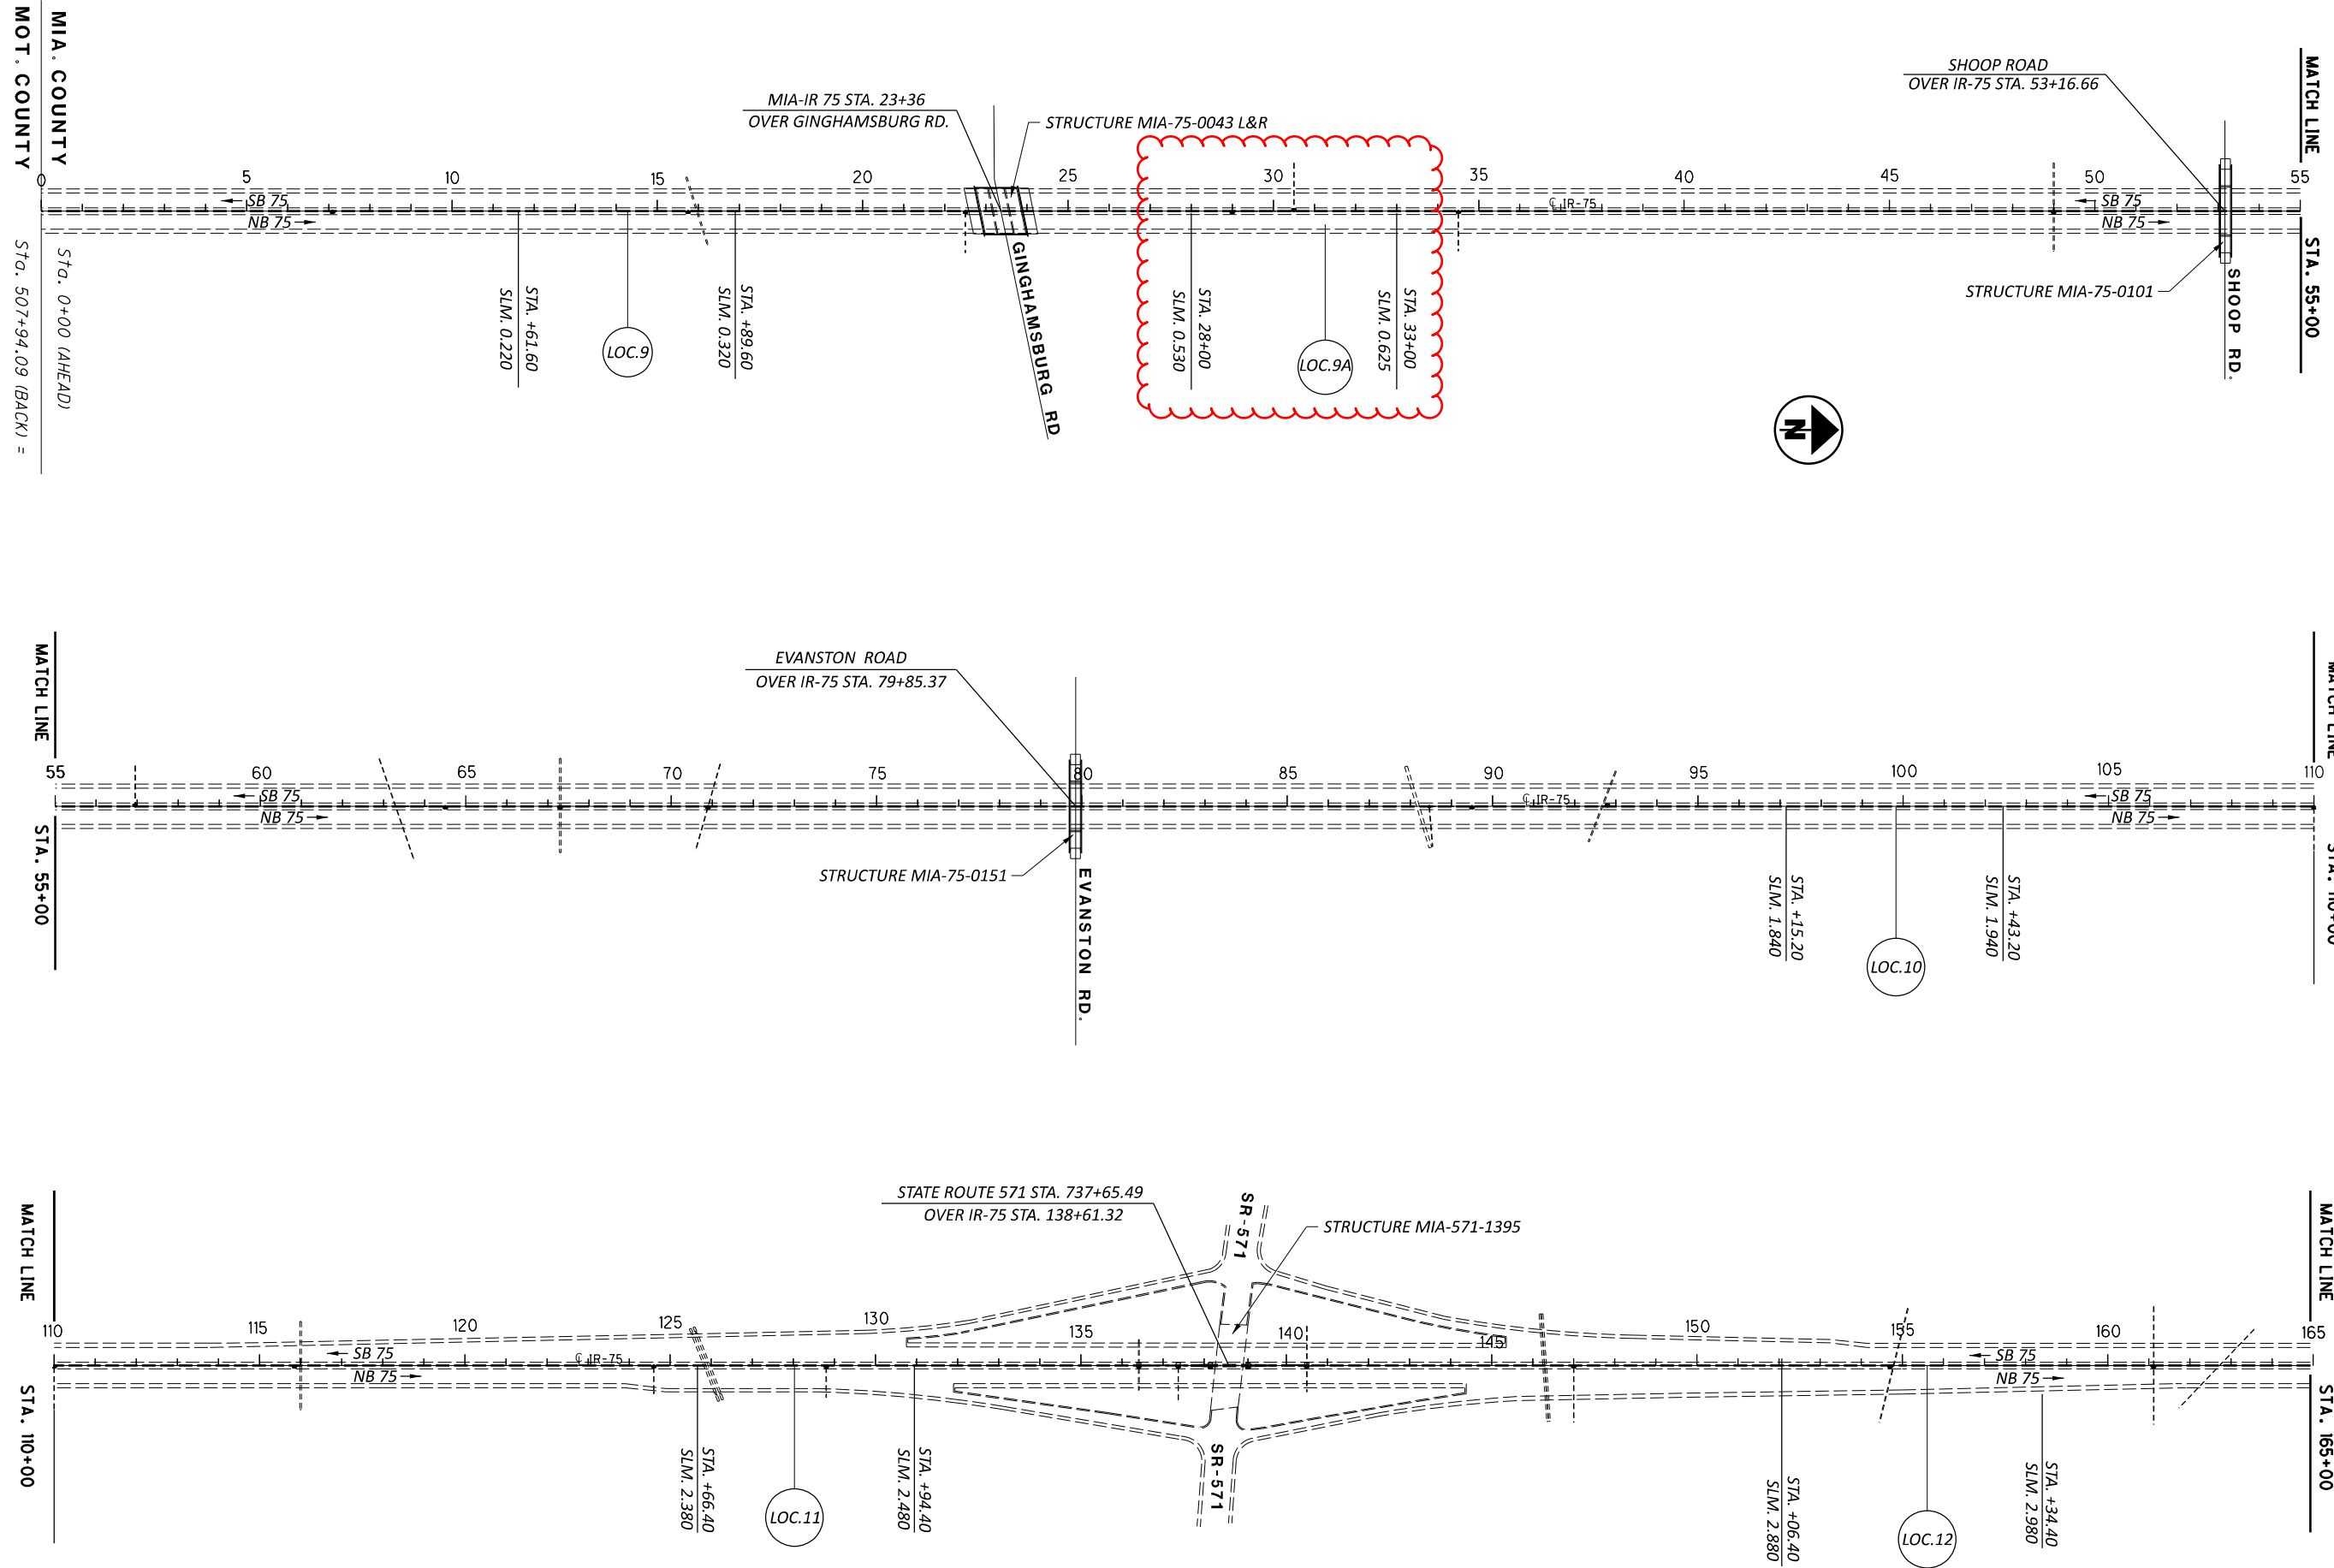 MIA. COUNTY
MOT. COUNTY
Sta. 0+00 (AHEAD)
Sta. 507+94.09 (BACK) =
MIA-IR 75 STA. 23+36
OVER GINGHAMSBURG RD.
STRUCTURE MIA-75-0043 L&R
SHOOP ROAD
OVER IR-75 STA. 53+16.66
MATCH LINE
STA. 55+00
0
5
10
15
20
25
30
35
40
45
50
55
SB 75
NB 75
℄ IR-75
SB 75
NB 75
STA. +61.60
SLM. 0.220
LOC.9
STA. +89.60
SLM. 0.320
GINGHAMSBURG RD
STA. 28+00
SLM. 0.530
LOC.9A
STA. 33+00
SLM. 0.625
STRUCTURE MIA-75-0101
SHOOP RD.
N
MATCH LINE
STA. 55+00
EVANSTON ROAD
OVER IR-75 STA. 79+85.37
MATCH LINE
STA. 110+00
55
60
65
70
75
80
85
90
95
100
105
110
SB 75
NB 75
℄ IR-75
SB 75
NB 75
STRUCTURE MIA-75-0151
EVANSTON RD.
STA. +15.20
SLM. 1.840
LOC.10
STA. +43.20
SLM. 1.940
MATCH LINE
STA. 110+00
STATE ROUTE 571 STA. 737+65.49
OVER IR-75 STA. 138+61.32
SR-571
STRUCTURE MIA-571-1395
MATCH LINE
STA. 165+00
110
115
120
125
130
135
140
145
150
155
160
165
SB 75
NB 75
℄ IR-75
SB 75
NB 75
STA. +66.40
SLM. 2.380
LOC.11
STA. +94.40
SLM. 2.480
SR-571
STA. +06.40
SLM. 2.880
LOC.12
STA. +34.40
SLM. 2.980